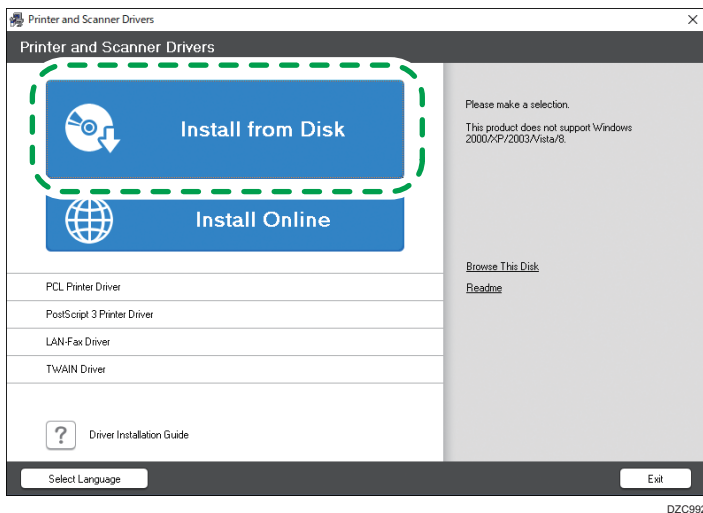 Printer and Scanner Drivers
Printer and Scanner Drivers
Install from Disk
Install Online
PCL Printer Driver
PostScript 3 Printer Driver
LAN-Fax Driver
TWAIN Driver
? Driver Installation Guide
Please make a selection.
This product does not support Windows
2000/XP/2003/Vista/8.
Browse This Disk
Readme
Select Language
Exit
DZC992